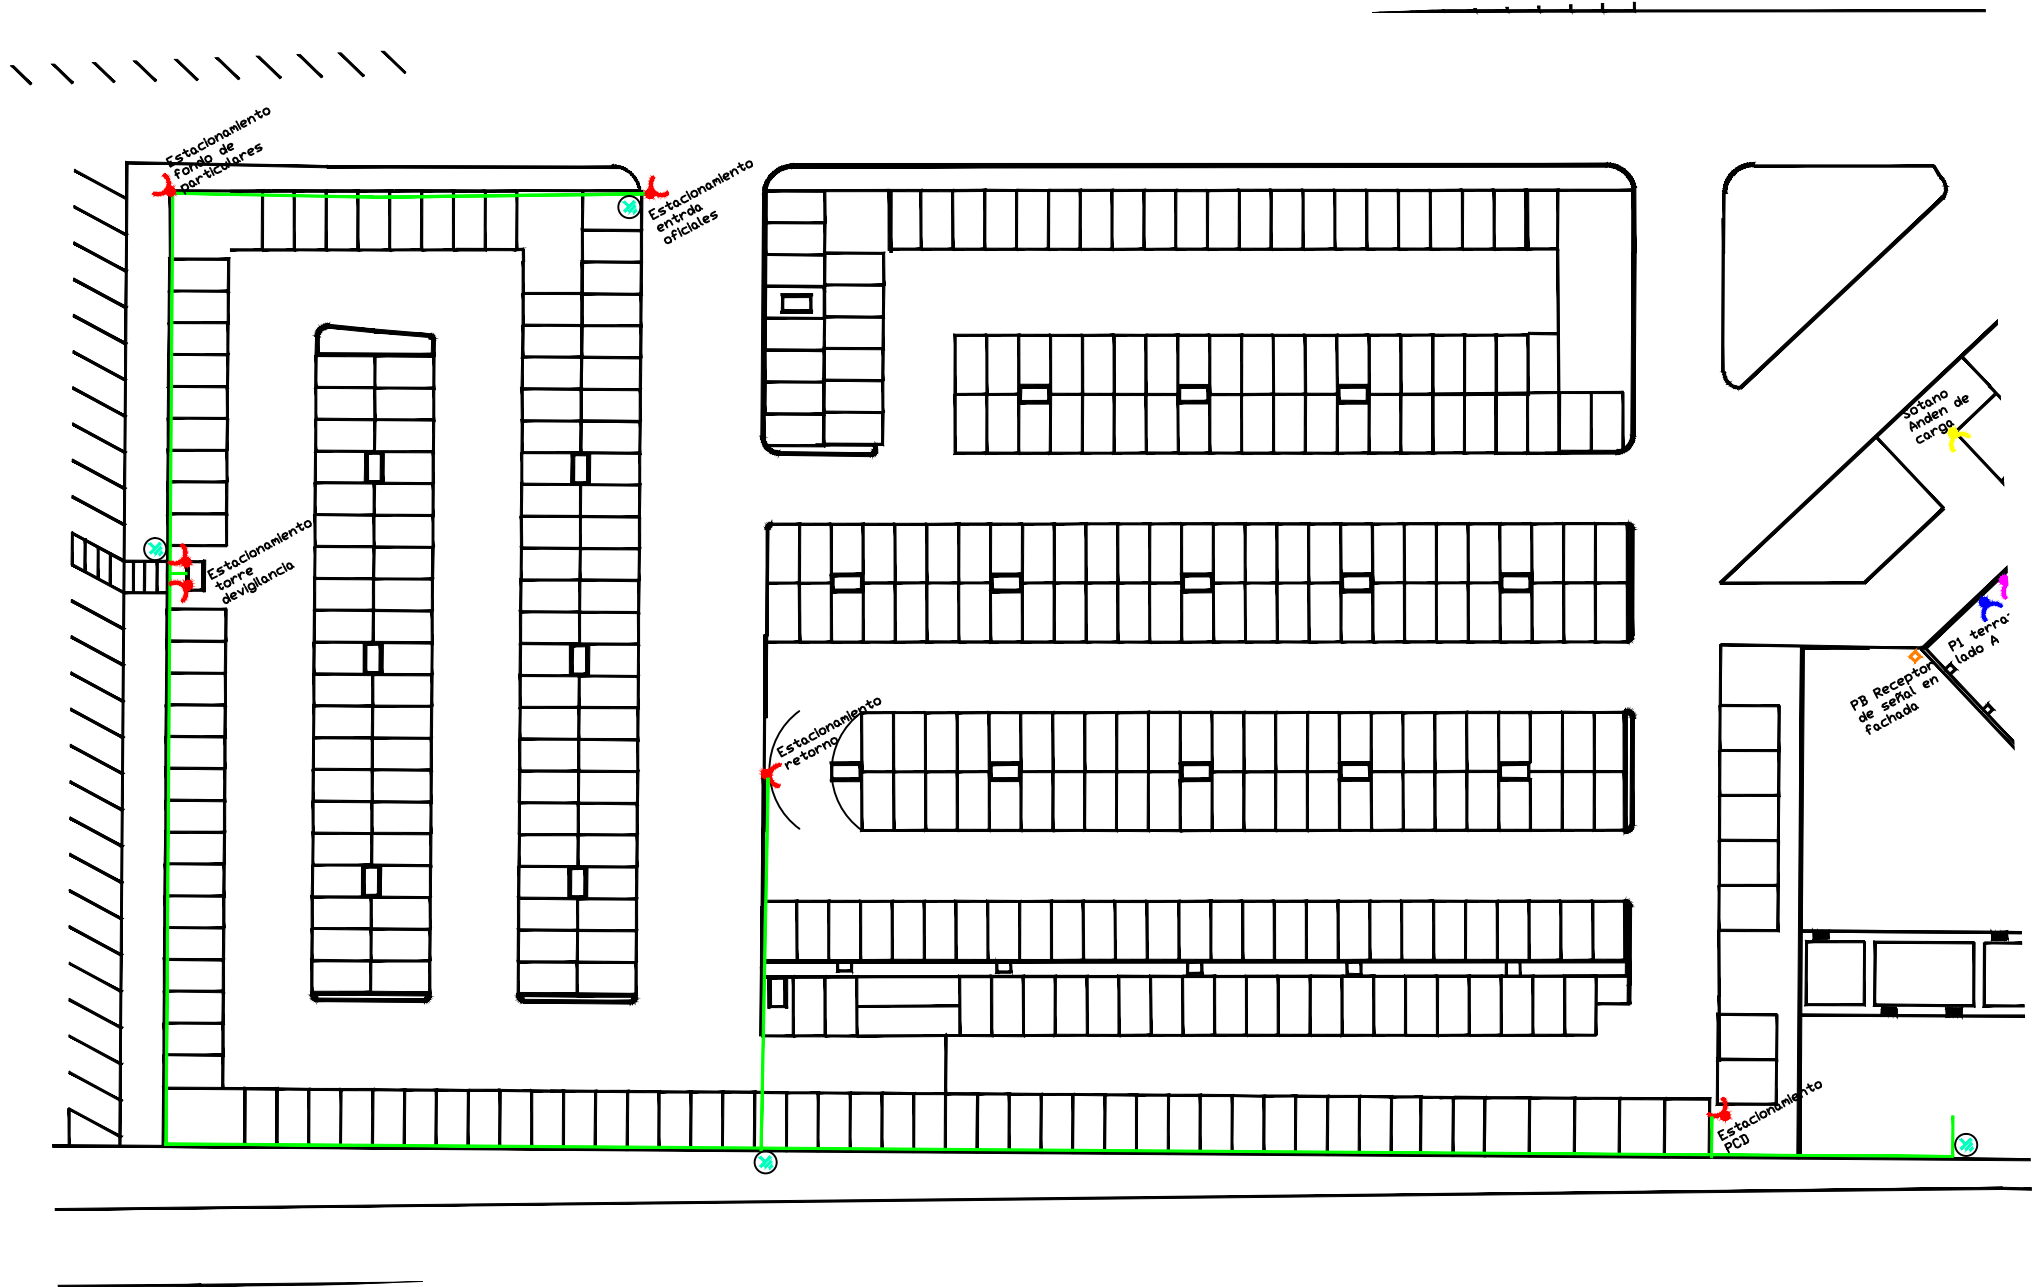 Estacionamiento
fondo de
particulares
Estacionamiento
entrda
oficiales
Sotano
Anden de
carga
Estacionamiento
torre
devigilancia
P1 terra-
lado A
PB Receptor
de señal en
fachada
Estacionamiento
retorno
Estacionamiento
PCD